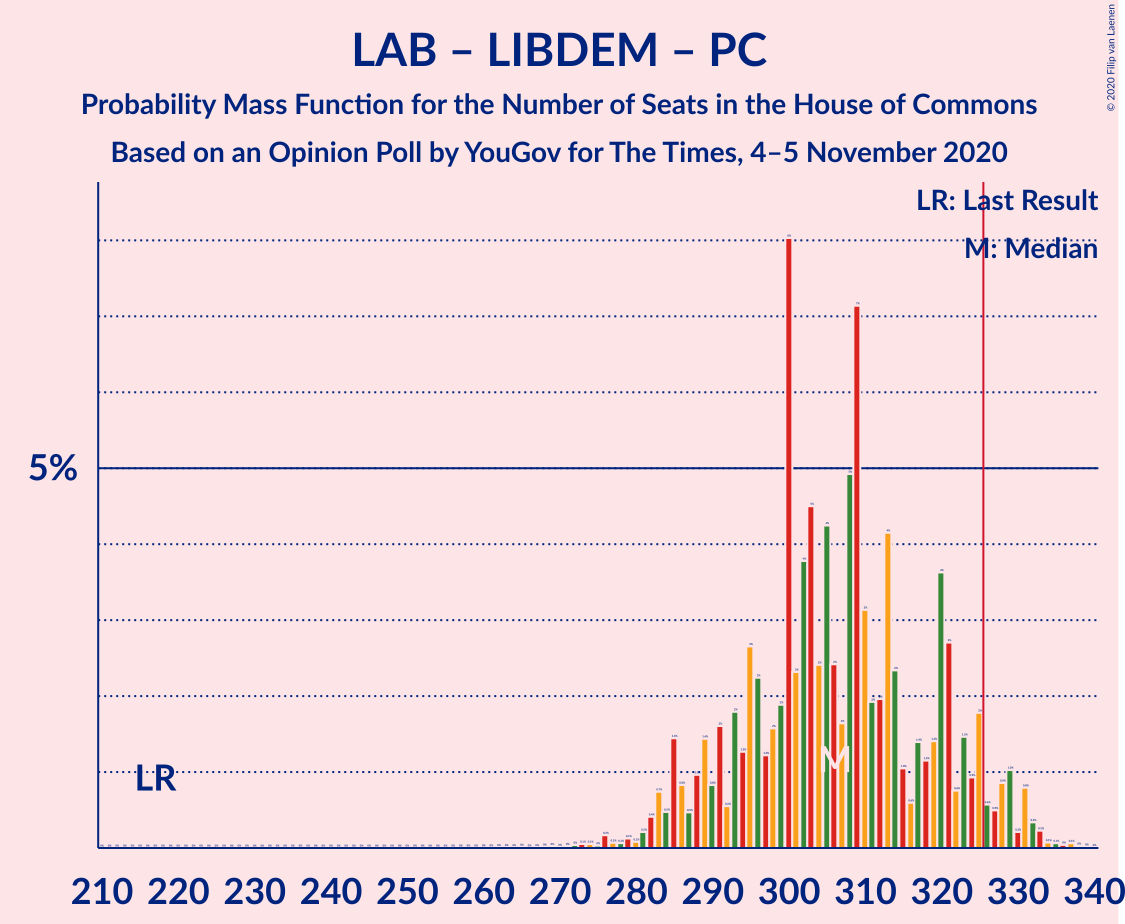 LAB – LIBDEM – PC
Probability Mass Function for the Number of Seats in the House of Commons
Based on an Opinion Poll by YouGov for The Times, 4–5 November 2020
© 2020 Filip van Laenen
LR: Last Result
M: Median
5%
LR
M
210 220 230 240 250 260 270 280 290 300 310 320 330 340